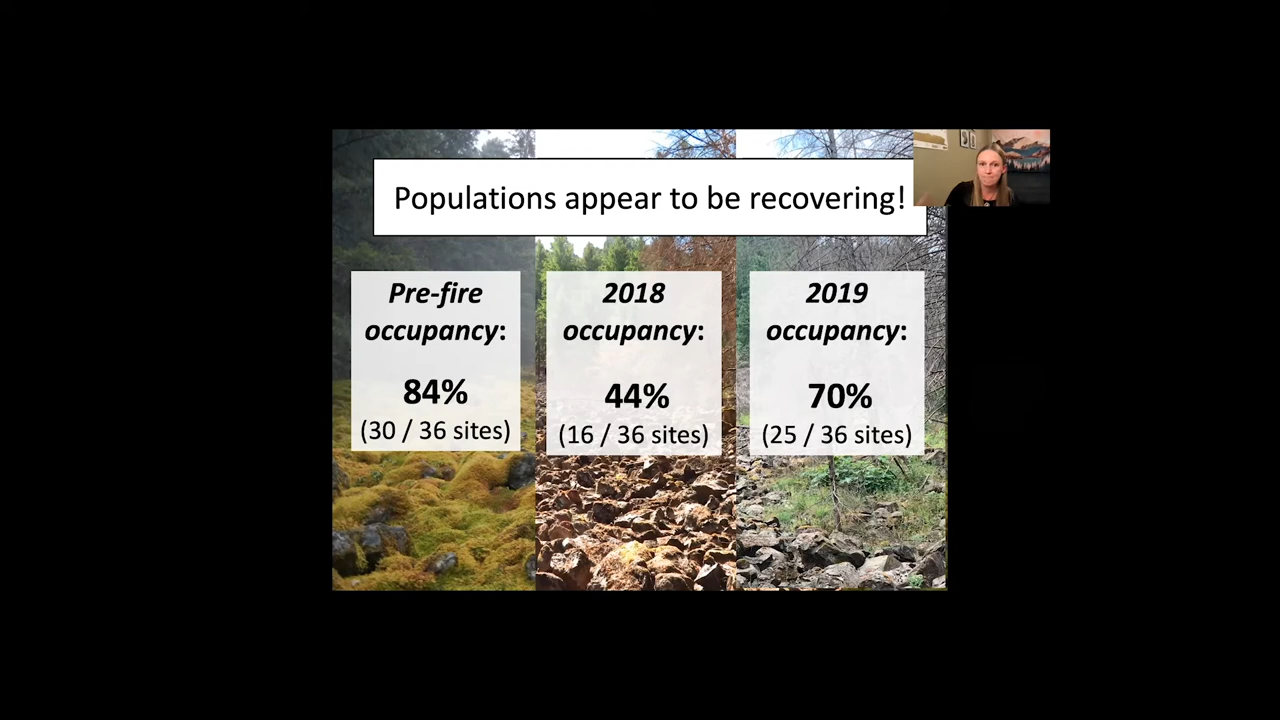 Populations appear to be recovering!
Pre-fire
occupancy:
84%
(30 / 36 sites)
2018
occupancy:
44%
(16 / 36 sites)
2019
occupancy:
70%
(25 / 36 sites)